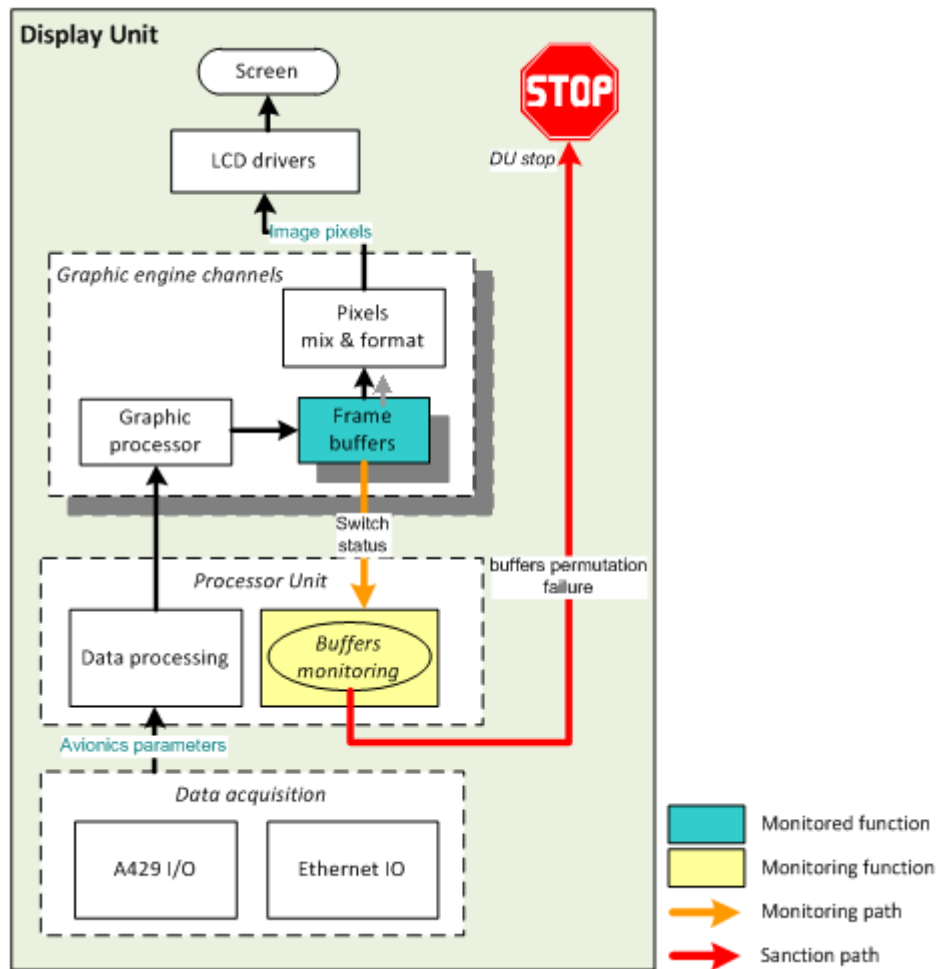 Display Unit
Screen
STOP
LCD drivers
DU stop
Image pixels
Graphic engine channels
Pixels
mix & format
Graphic
processor
Frame
buffers
Switch
status
buffers permutation
failure
Processor Unit
Data processing
Buffers
monitoring
Avionics parameters
Data acquisition
A429 I/O
Ethernet IO
Monitored function
Monitoring function
Monitoring path
Sanction path